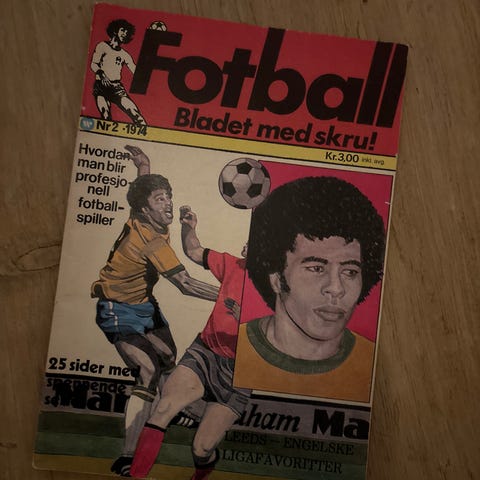 Fotball
Bladet med skru!
Nr 2 - 1974
Kr. 3,00 inkl. avg.
Hvordan
man blir
profesjo-
nell
fotball-
spiller
25 sider med
spennende
Ma
LEEDS - ENGELSKE
LIGAFAVORITTER